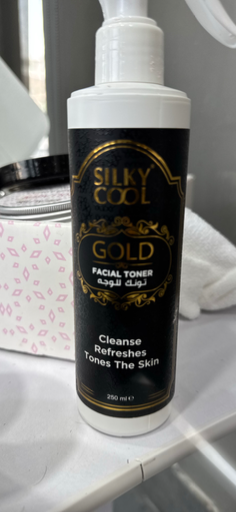 SILKY
COOL
GOLD
FACIAL TONER
تونك للوجه
Cleanse
Refreshes
Tones The Skin
250 ml ℮